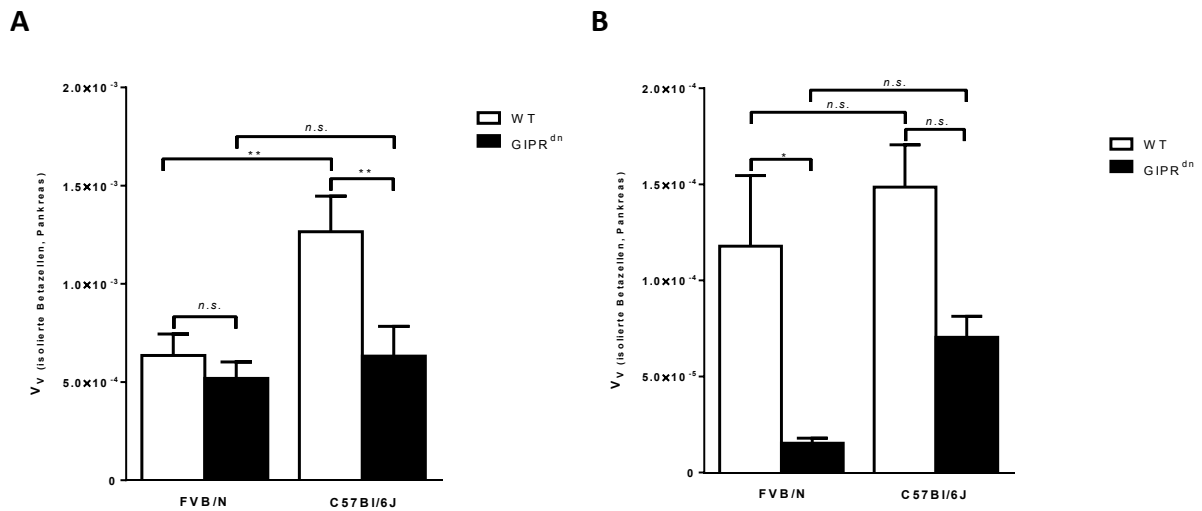 A
2.0×10 -3
1.5×10 -3
1.0×10 -3
5.0×10 -4
0
V V (isolierte Betazellen, Pankreas)
n.s.
**
**
n.s.
FVB/N
C57Bl/6J
WT
GIPR dn
B
2.0×10 -4
1.5×10 -4
1.0×10 -4
5.0×10 -5
0
V V (isolierte Betazellen, Pankreas)
n.s.
n.s.
n.s.
*
FVB/N
C57Bl/6J
WT
GIPR dn